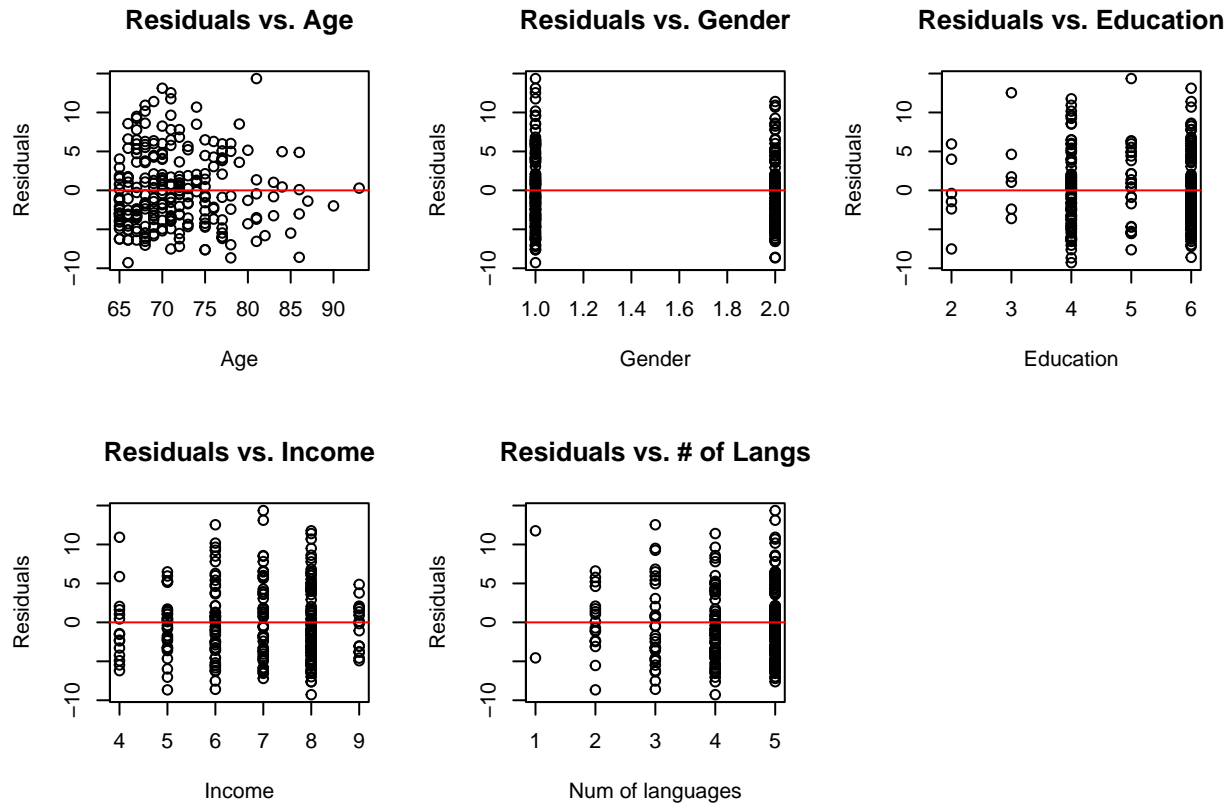 Residuals vs. Age
Residuals
10
5
0
−10
65 70 75 80 85 90
Age
Residuals vs. Gender
Residuals
10
5
0
−10
1.0 1.2 1.4 1.6 1.8 2.0
Gender
Residuals vs. Education
Residuals
10
5
0
−10
2 3 4 5 6
Education
Residuals vs. Income
Residuals
10
5
0
−10
4 5 6 7 8 9
Income
Residuals vs. # of Langs
Residuals
10
5
0
−10
1 2 3 4 5
Num of languages